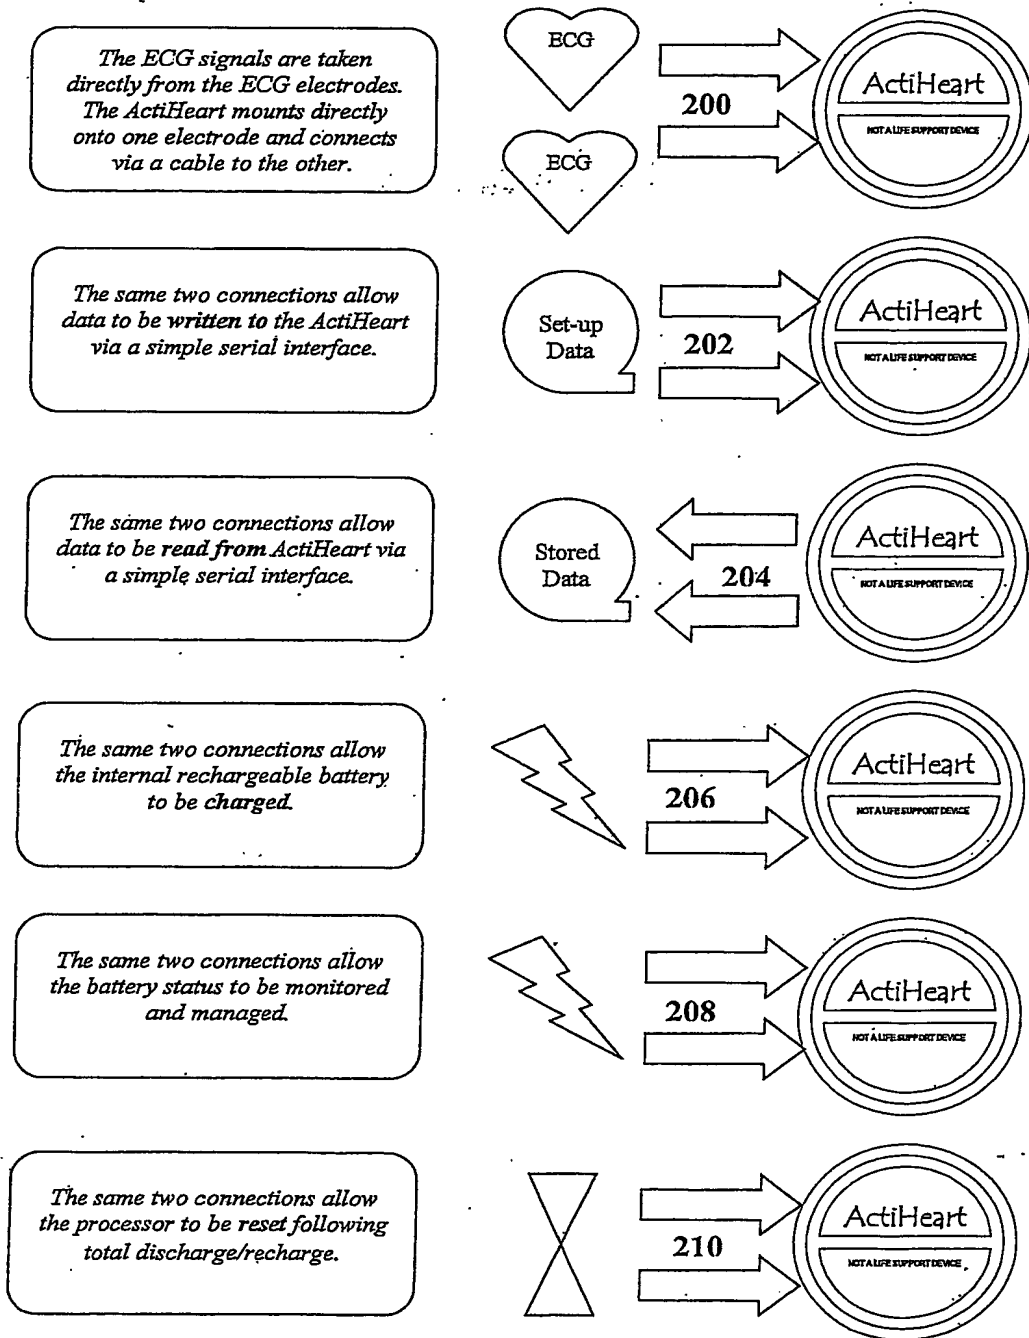 The ECG signals are taken
directly from the ECG electrodes.
The ActiHeart mounts directly
onto one electrode and connects
via a cable to the other.
ECG
ECG
200
ActiHeart
NOT A LIFE SUPPORT DEVICE
The same two connections allow
data to be written to the ActiHeart
via a simple serial interface.
Set-up
Data
202
ActiHeart
NOT A LIFE SUPPORT DEVICE
The same two connections allow
data to be read from ActiHeart via
a simple serial interface.
Stored
Data
204
ActiHeart
NOT A LIFE SUPPORT DEVICE
The same two connections allow
the internal rechargeable battery
to be charged.
206
ActiHeart
NOT A LIFE SUPPORT DEVICE
The same two connections allow
the battery status to be monitored
and managed.
208
ActiHeart
NOT A LIFE SUPPORT DEVICE
The same two connections allow
the processor to be reset following
total discharge/recharge.
210
ActiHeart
NOT A LIFE SUPPORT DEVICE